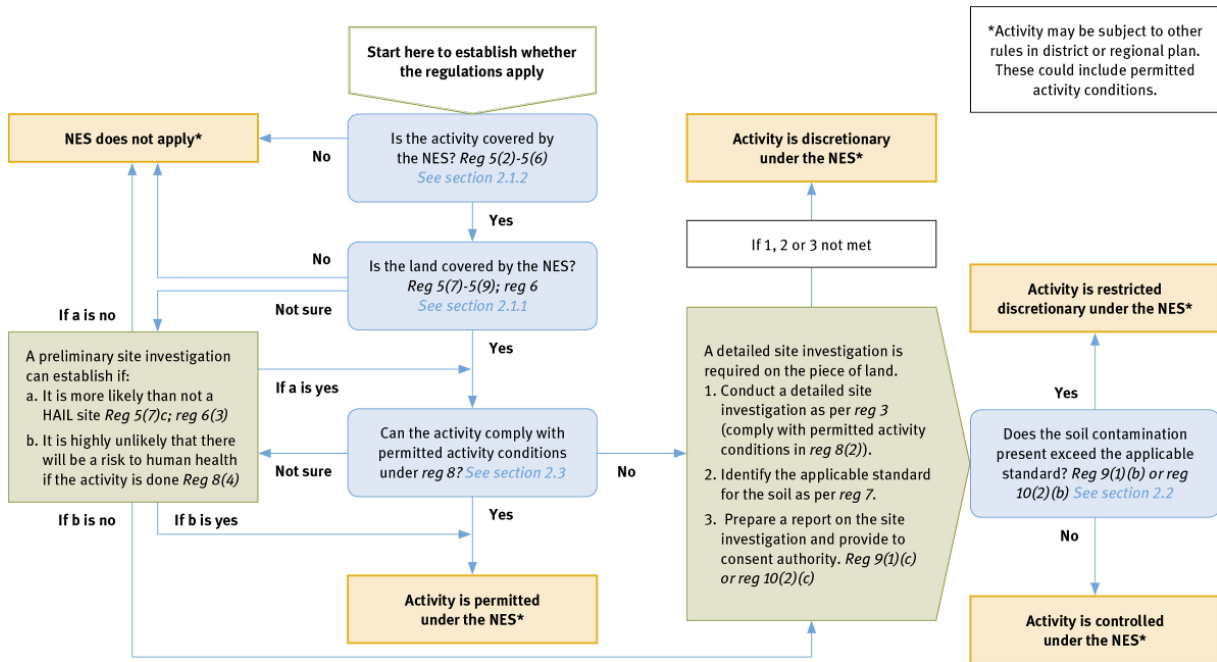 Start here to establish whether
the regulations apply
*Activity may be subject to other
rules in district or regional plan.
These could include permitted
activity conditions.
NES does not apply*
No
Is the activity covered by
the NES? Reg 5(2)-5(6)
See section 2.1.2
Activity is discretionary
under the NES*
Yes
If 1, 2 or 3 not met
No
Is the land covered by the NES?
Reg 5(7)-5(9); reg 6
See section 2.1.1
Not sure
Activity is restricted
discretionary under the NES*
If a is no
Yes
A preliminary site investigation
can establish if:
a. It is more likely than not a
HAIL site Reg 5(7)c; reg 6(3)
b. It is highly unlikely that there
will be a risk to human health
if the activity is done Reg 8(4)
If a is yes
Can the activity comply with
permitted activity conditions
under reg 8? See section 2.3
Not sure
No
A detailed site investigation is
required on the piece of land.
1. Conduct a detailed site
investigation as per reg 3
(comply with permitted activity
conditions in reg 8(2)).
2. Identify the applicable standard
for the soil as per reg 7.
3. Prepare a report on the site
investigation and provide to
consent authority. Reg 9(1)(c)
or reg 10(2)(c)
Yes
Does the soil contamination
present exceed the applicable
standard? Reg 9(1)(b) or reg
10(2)(b) See section 2.2
No
If b is no
If b is yes
Yes
Activity is permitted
under the NES*
Activity is controlled
under the NES*